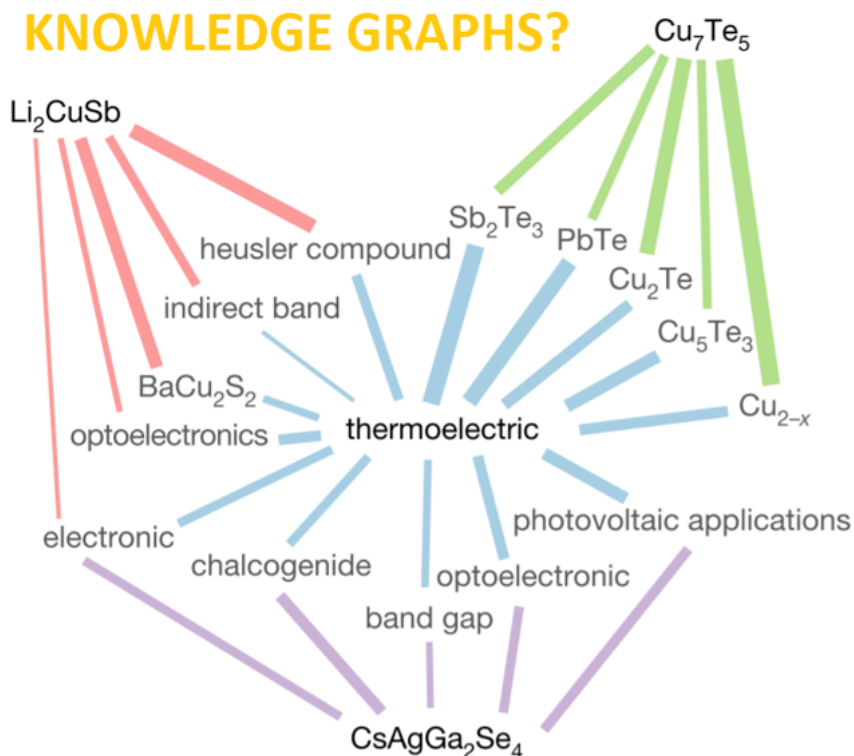 KNOWLEDGE GRAPHS?
Cu₇Te₅
Li₂CuSb
Sb₂Te₃
PbTe
heusler compound
Cu₂Te
indirect band
Cu₅Te₃
BaCu₂S₂
Cu₂₋ₓ
optoelectronics
thermoelectric
electronic
photovoltaic applications
chalcogenide
optoelectronic
band gap
CsAgGa₂Se₄